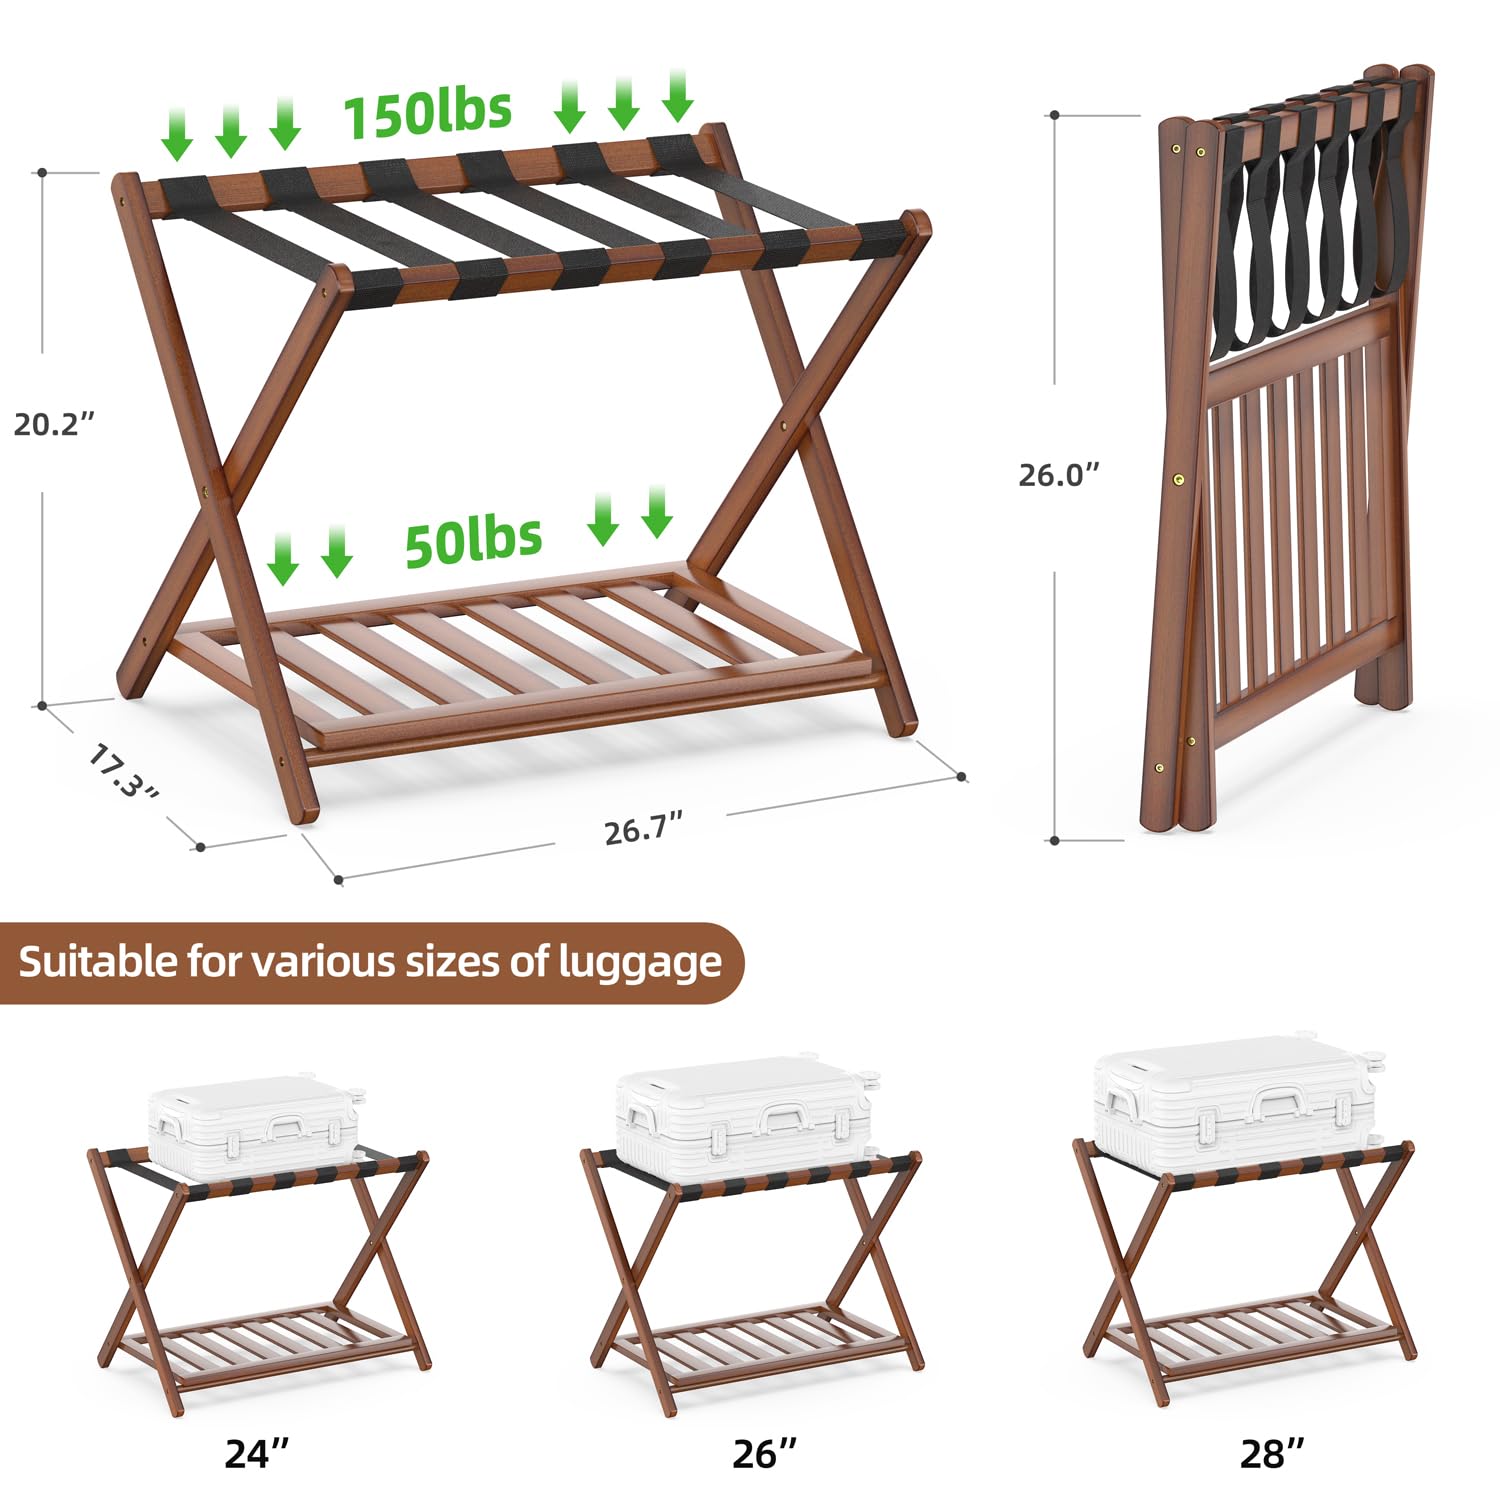 150lbs
20.2"
50lbs
26.0"
17.3"
26.7"
Suitable for various sizes of luggage
24"
26"
28"